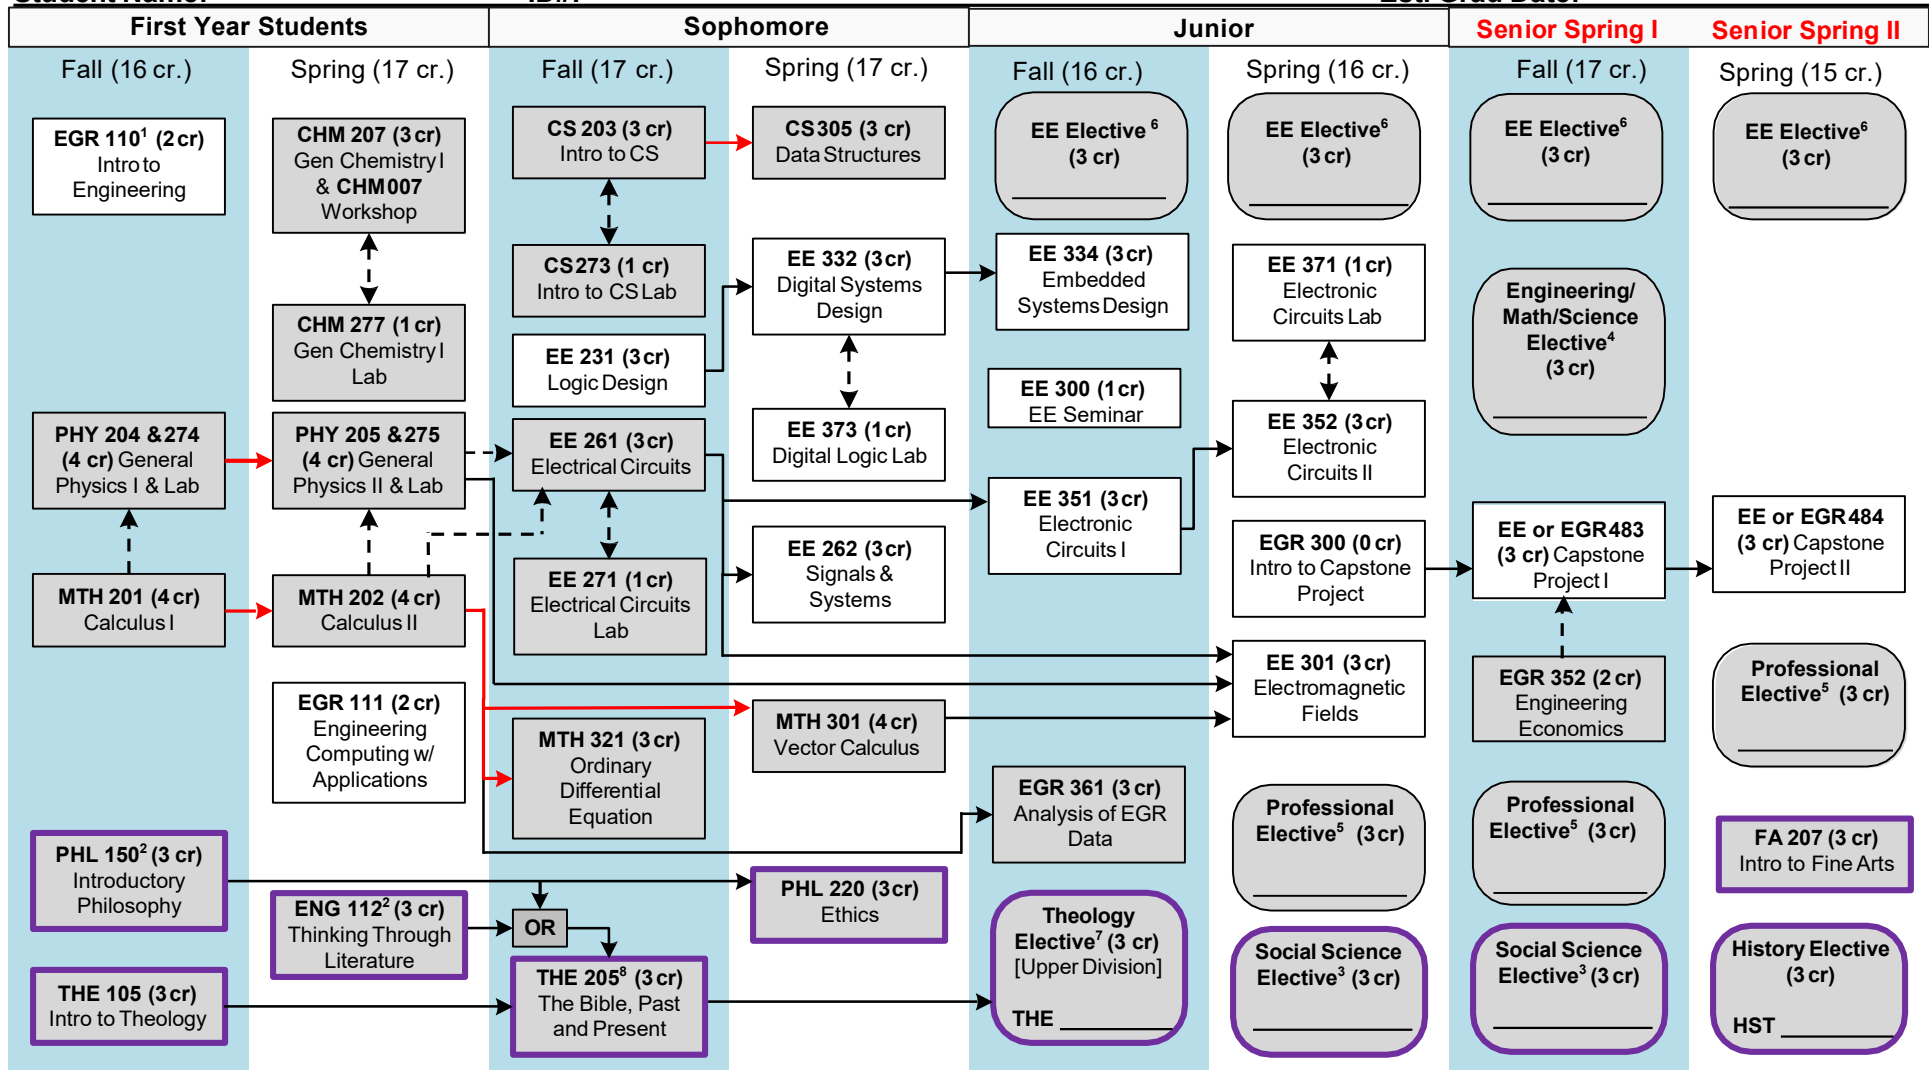 First Year Students
Sophomore
Junior
Senior Spring I
Senior Spring II
Fall (16 cr.)
Spring (17 cr.)
Fall (17 cr.)
Spring (17 cr.)
Fall (16 cr.)
Spring (16 cr.)
Fall (17 cr.)
Spring (15 cr.)
EGR 110¹ (2 cr)
Intro to
Engineering
PHY 204 & 274
(4 cr) General
Physics I & Lab
MTH 201 (4 cr)
Calculus I
PHL 150² (3 cr)
Introductory
Philosophy
THE 105 (3 cr)
Intro to Theology
CHM 207 (3 cr)
Gen Chemistry I
& CHM 007
Workshop
CHM 277 (1 cr)
Gen Chemistry I
Lab
PHY 205 & 275
(4 cr) General
Physics II & Lab
MTH 202 (4 cr)
Calculus II
EGR 111 (2 cr)
Engineering
Computing w/
Applications
ENG 112² (3 cr)
Thinking Through
Literature
CS 203 (3 cr)
Intro to CS
CS 273 (1 cr)
Intro to CS Lab
EE 231 (3 cr)
Logic Design
EE 261 (3 cr)
Electrical Circuits
EE 271 (1 cr)
Electrical Circuits
Lab
MTH 321 (3 cr)
Ordinary
Differential
Equation
OR
THE 205⁸ (3 cr)
The Bible, Past
and Present
CS 305 (3 cr)
Data Structures
EE 332 (3 cr)
Digital Systems
Design
EE 373 (1 cr)
Digital Logic Lab
EE 262 (3 cr)
Signals &
Systems
MTH 301 (4 cr)
Vector Calculus
PHL 220 (3 cr)
Ethics
EE Elective ⁶
(3 cr)
EE 334 (3 cr)
Embedded
Systems Design
EE 300 (1 cr)
EE Seminar
EE 351 (3 cr)
Electronic
Circuits I
EGR 361 (3 cr)
Analysis of EGR
Data
Theology
Elective⁷ (3 cr)
[Upper Division]
THE
EE Elective⁶
(3 cr)
EE 371 (1 cr)
Electronic
Circuits Lab
EE 352 (3 cr)
Electronic
Circuits II
EGR 300 (0 cr)
Intro to Capstone
Project
EE 301 (3 cr)
Electromagnetic
Fields
Professional
Elective⁵ (3 cr)
Social Science
Elective³ (3 cr)
EE Elective⁶
(3 cr)
Engineering/
Math/Science
Elective⁴
(3 cr)
EE or EGR 483
(3 cr) Capstone
Project I
EGR 352 (2 cr)
Engineering
Economics
Professional
Elective⁵ (3 cr)
Social Science
Elective³ (3 cr)
EE Elective⁶
(3 cr)
EE or EGR 484
(3 cr) Capstone
Project II
Professional
Elective⁵ (3 cr)
FA 207 (3 cr)
Intro to Fine Arts
History Elective
(3 cr)
HST